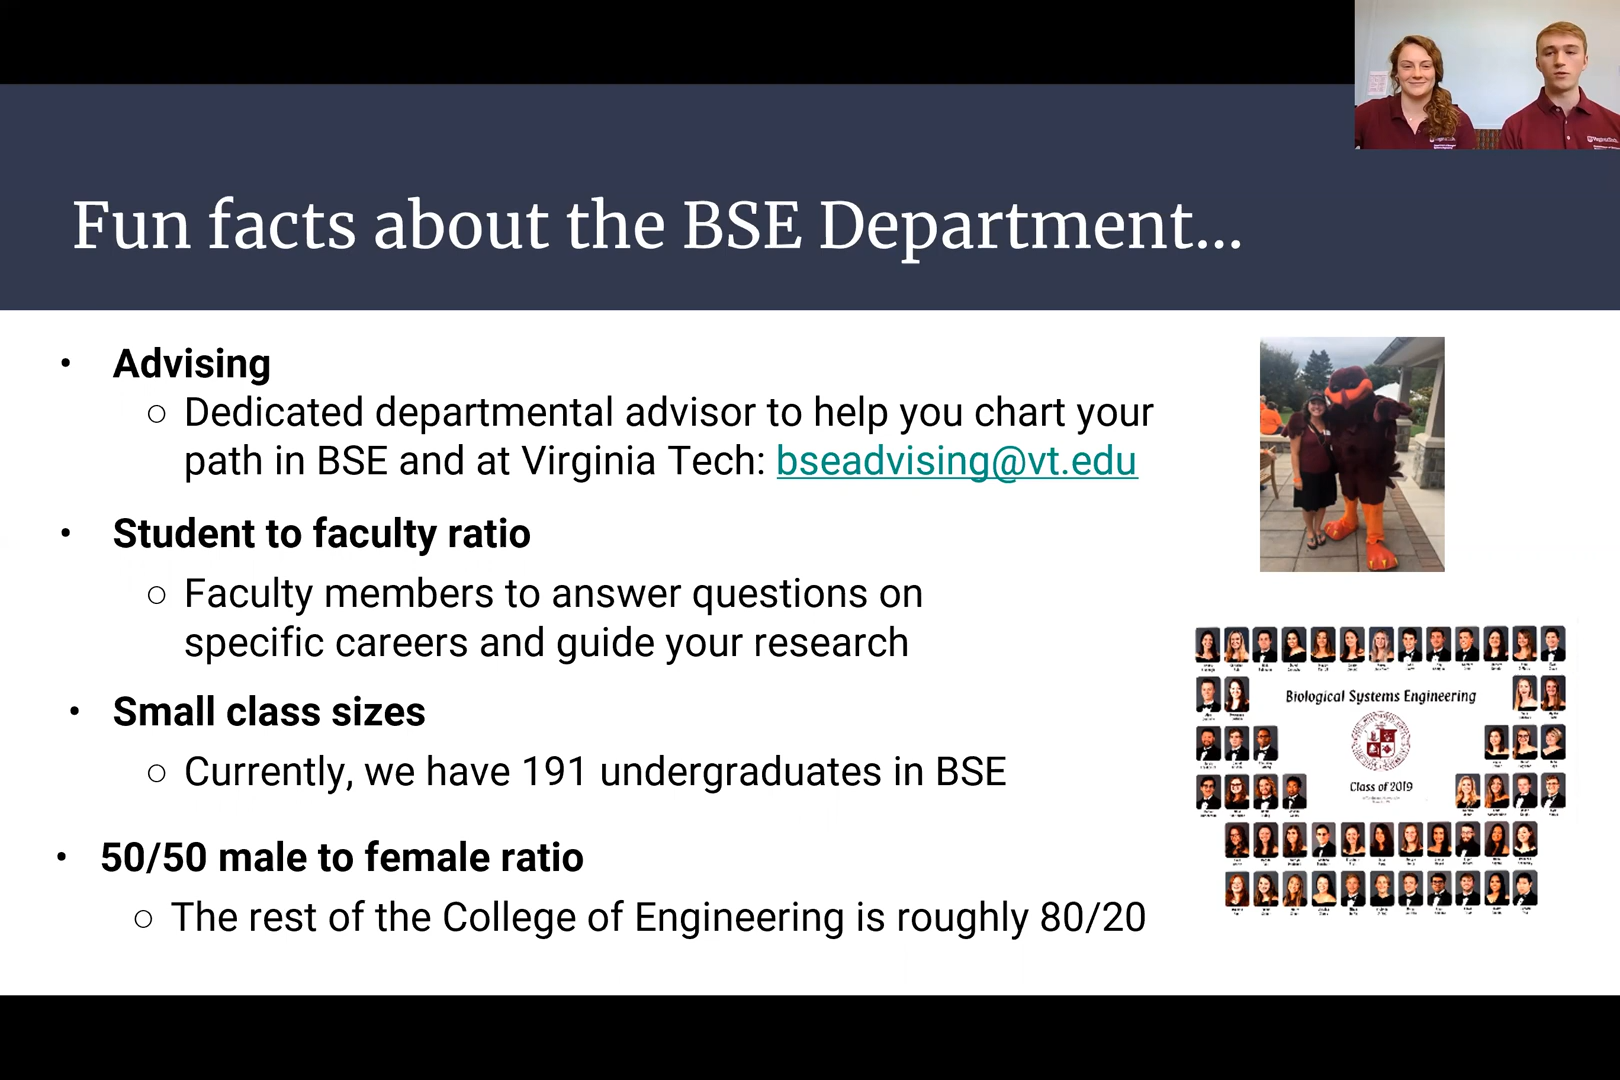 Fun facts about the BSE Department...
• Advising
○ Dedicated departmental advisor to help you chart your
path in BSE and at Virginia Tech: bseadvising@vt.edu
• Student to faculty ratio
○ Faculty members to answer questions on
specific careers and guide your research
• Small class sizes
○ Currently, we have 191 undergraduates in BSE
• 50/50 male to female ratio
○ The rest of the College of Engineering is roughly 80/20
Biological Systems Engineering
Class of 2019